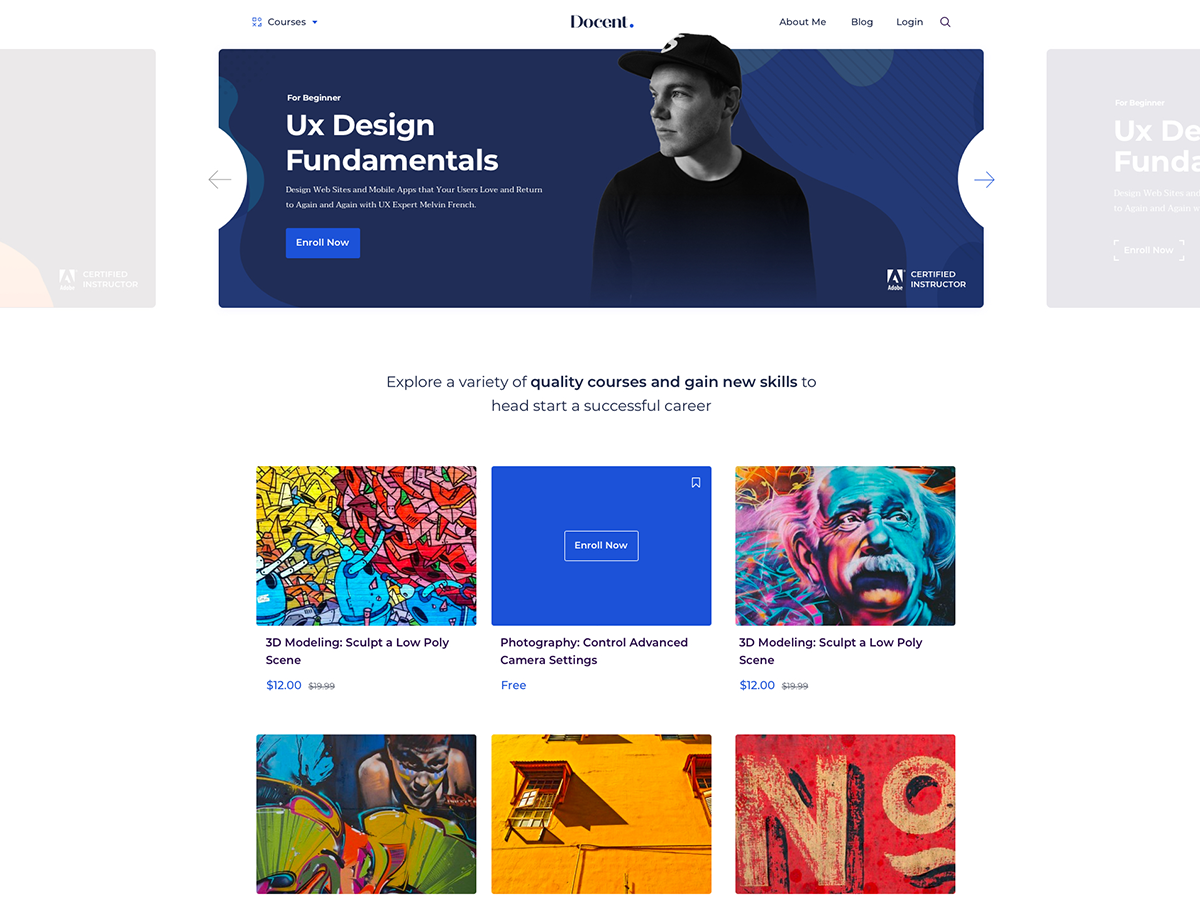 Courses
Docent.
About Me
Blog
Login
For Beginner
Ux Design
Fundamentals
Design Web Sites and Mobile Apps that Your Users Love and Return
to Again and Again with UX Expert Melvin French.
Enroll Now
Adobe
CERTIFIED
INSTRUCTOR
Adobe
CERTIFIED
INSTRUCTOR
For Beginner
Ux De
Funda
Design Web Sites and
to Again and Again w
Enroll Now
Explore a variety of quality courses and gain new skills to
head start a successful career
Enroll Now
3D Modeling: Sculpt a Low Poly
Scene
$12.00 $19.99
Photography: Control Advanced
Camera Settings
Free
3D Modeling: Sculpt a Low Poly
Scene
$12.00 $19.99
No